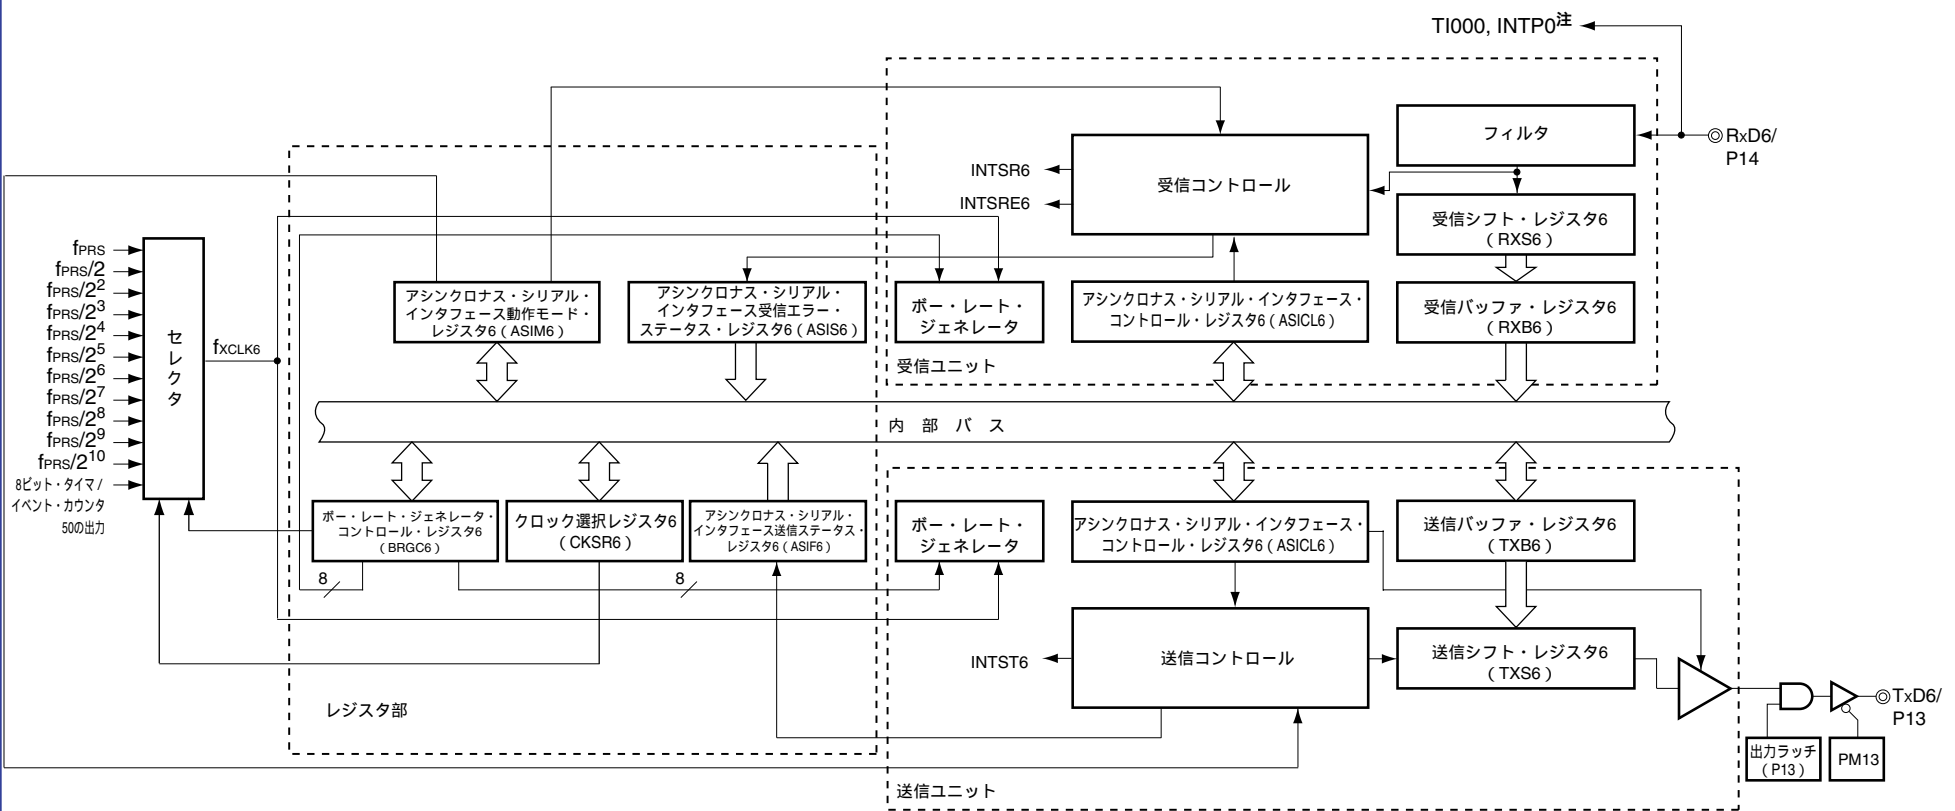 TI000, INTP0注
フィルタ
RxD6/
P14
INTSR6
INTSRE6
受信コントロール
受信シフト・レジスタ6
（RXS6）
fPRS
fPRS/2
fPRS/2^2
fPRS/2^3
fPRS/2^4
fPRS/2^5
fPRS/2^6
fPRS/2^7
fPRS/2^8
fPRS/2^9
fPRS/2^10
8ビット・タイマ/
イベント・カウンタ
50の出力
セレクタ
fXCLK6
アシンクロナス・シリアル・
インタフェース動作モード・
レジスタ6（ASIM6）
アシンクロナス・シリアル・
インタフェース受信エラー・
ステータス・レジスタ6（ASIS6）
ボー・レート・
ジェネレータ
アシンクロナス・シリアル・インタフェース・
コントロール・レジスタ6（ASICL6）
受信バッファ・レジスタ6
（RXB6）
受信ユニット
内部バス
ボー・レート・ジェネレータ・
コントロール・レジスタ6
（BRGC6）
クロック選択レジスタ6
（CKSR6）
アシンクロナス・シリアル・
インタフェース送信ステータス・
レジスタ6（ASIF6）
ボー・レート・
ジェネレータ
アシンクロナス・シリアル・インタフェース・
コントロール・レジスタ6（ASICL6）
送信バッファ・レジスタ6
（TXB6）
8
8
INTST6
送信コントロール
送信シフト・レジスタ6
（TXS6）
レジスタ部
TxD6/
P13
出力ラッチ
（P13）
PM13
送信ユニット